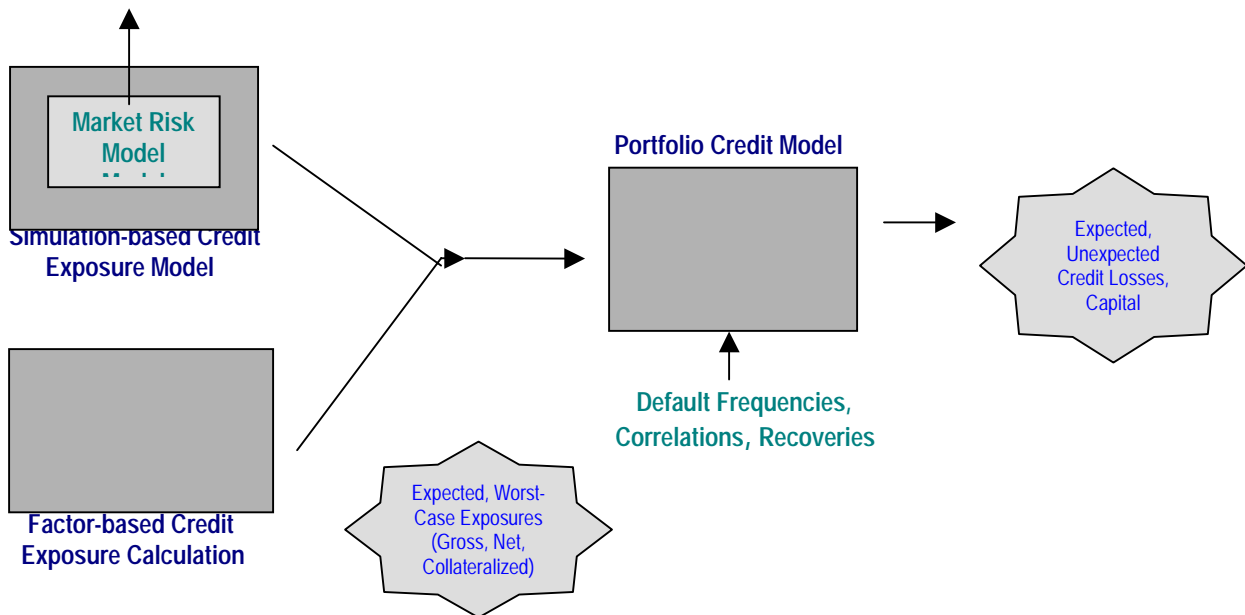 Market Risk
Model
Simulation-based Credit
Exposure Model
Portfolio Credit Model
Expected,
Unexpected
Credit Losses,
Capital
Default Frequencies,
Correlations, Recoveries
Factor-based Credit
Exposure Calculation
Expected, Worst-
Case Exposures
(Gross, Net,
Collateralized)